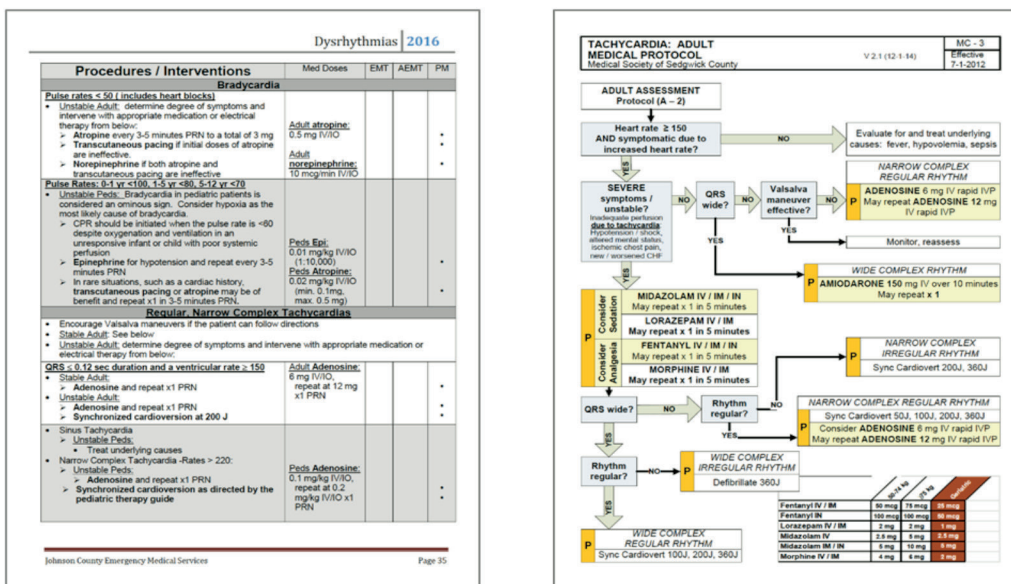 Dysrhythmias 2016
Procedures / Interventions Med Doses EMT AEMT PM
Bradycardia
Pulse rates < 50 ( includes heart blocks)
• Unstable Adult: determine degree of symptoms and
intervene with appropriate medication or electrical
therapy from below:
➢ Atropine every 3-5 minutes PRN to a total of 3 mg
➢ Transcutaneous pacing if initial doses of atropine
are ineffective.
➢ Norepinephrine if both atropine and
transcutaneous pacing are ineffective
Adult atropine:
0.5 mg IV/IO
Adult
norepinephrine:
10 mcg/min IV/IO
Pulse Rates: 0-1 yr <100, 1-5 yr <80, 5-12 yr <70
• Unstable Peds: Bradycardia in pediatric patients is
considered an ominous sign. Consider hypoxia as the
most likely cause of bradycardia.
➢ CPR should be initiated when the pulse rate is <60
despite oxygenation and ventilation in an
unresponsive infant or child with poor systemic
perfusion
➢ Epinephrine for hypotension and repeat every 3-5
minutes PRN
➢ In rare situations, such as a cardiac history,
transcutaneous pacing or atropine may be of
benefit and repeat x1 in 3-5 minutes PRN.
Peds Epi:
0.01 mg/kg IV/IO
(1:10,000)
Peds Atropine:
0.02 mg/kg IV/IO
(min. 0.1mg,
max. 0.5 mg)
Regular, Narrow Complex Tachycardias
• Encourage Valsalva maneuvers if the patient can follow directions
• Stable Adult: See below
• Unstable Adult: determine degree of symptoms and intervene with appropriate medication or
electrical therapy from below:
QRS ≤ 0.12 sec duration and a ventricular rate ≥ 150
• Stable Adult:
➢ Adenosine and repeat x1 PRN
• Unstable Adult:
➢ Adenosine and repeat x1 PRN
➢ Synchronized cardioversion at 200 J
Adult Adenosine:
6 mg IV/IO,
repeat at 12 mg
x1 PRN
• Sinus Tachycardia
➢ Unstable Peds:
• Treat underlying causes
• Narrow Complex Tachycardia -Rates > 220:
➢ Unstable Peds:
➢ Adenosine and repeat x1 PRN
➢ Synchronized cardioversion as directed by the
pediatric therapy guide
Peds Adenosine:
0.1 mg/kg IV/IO,
repeat at 0.2
mg/kg IV/IO x1
PRN
Johnson County Emergency Medical Services Page 35
TACHYCARDIA: ADULT
MEDICAL PROTOCOL
Medical Society of Sedgwick County
V 2.1 (12-1-14)
MC - 3
Effective
7-1-2012
ADULT ASSESSMENT
Protocol (A – 2)
Heart rate ≥ 150
AND symptomatic due to
increased heart rate?
NO
Evaluate for and treat underlying
causes: fever, hypovolemia, sepsis
YES
SEVERE
symptoms /
unstable?
Inadequate perfusion
due to tachycardia:
Hypotension / shock,
altered mental status,
ischemic chest pain,
new / worsened CHF
NO
QRS
wide?
NO
Valsalva
maneuver
effective?
NO
P
NARROW COMPLEX
REGULAR RHYTHM
ADENOSINE 6 mg IV rapid IVP
May repeat ADENOSINE 12 mg
IV rapid IVP
YES
Monitor, reassess
YES
P
WIDE COMPLEX RHYTHM
AMIODARONE 150 mg IV over 10 minutes
May repeat x 1
YES
P
Consider
Sedation
MIDAZOLAM IV / IM / IN
May repeat x 1 in 5 minutes
LORAZEPAM IV / IM
May repeat x 1 in 5 minutes
Consider
Analgesia
FENTANYL IV / IM / IN
May repeat x 1 in 5 minutes
MORPHINE IV / IM
May repeat x 1 in 5 minutes
QRS wide?
NO
Rhythm
regular?
NO
P
NARROW COMPLEX
IRREGULAR RHYTHM
Sync Cardiovert 200J, 360J
YES
P
NARROW COMPLEX REGULAR RHYTHM
Sync Cardiovert 50J, 100J, 200J, 360J
Consider ADENOSINE 6 mg IV rapid IVP
May repeat ADENOSINE 12 mg IV rapid IVP
YES
Rhythm
regular?
NO
P
WIDE COMPLEX
IRREGULAR RHYTHM
Defibrillate 360J
YES
P
WIDE COMPLEX
REGULAR RHYTHM
Sync Cardiovert 100J, 200J, 360J
50-74 kg
Geriatric
Fentanyl IV / IM 50 mcg 75 mcg 25 mcg
Fentanyl IN 100 mcg 100 mcg 50 mcg
Lorazepam IV / IM 2 mg 2 mg 1 mg
Midazolam IV 2.5 mg 5 mg 2.5 mg
Midazolam IM / IN 5 mg 10 mg 5 mg
Morphine IV / IM 4 mg 6 mg 2 mg